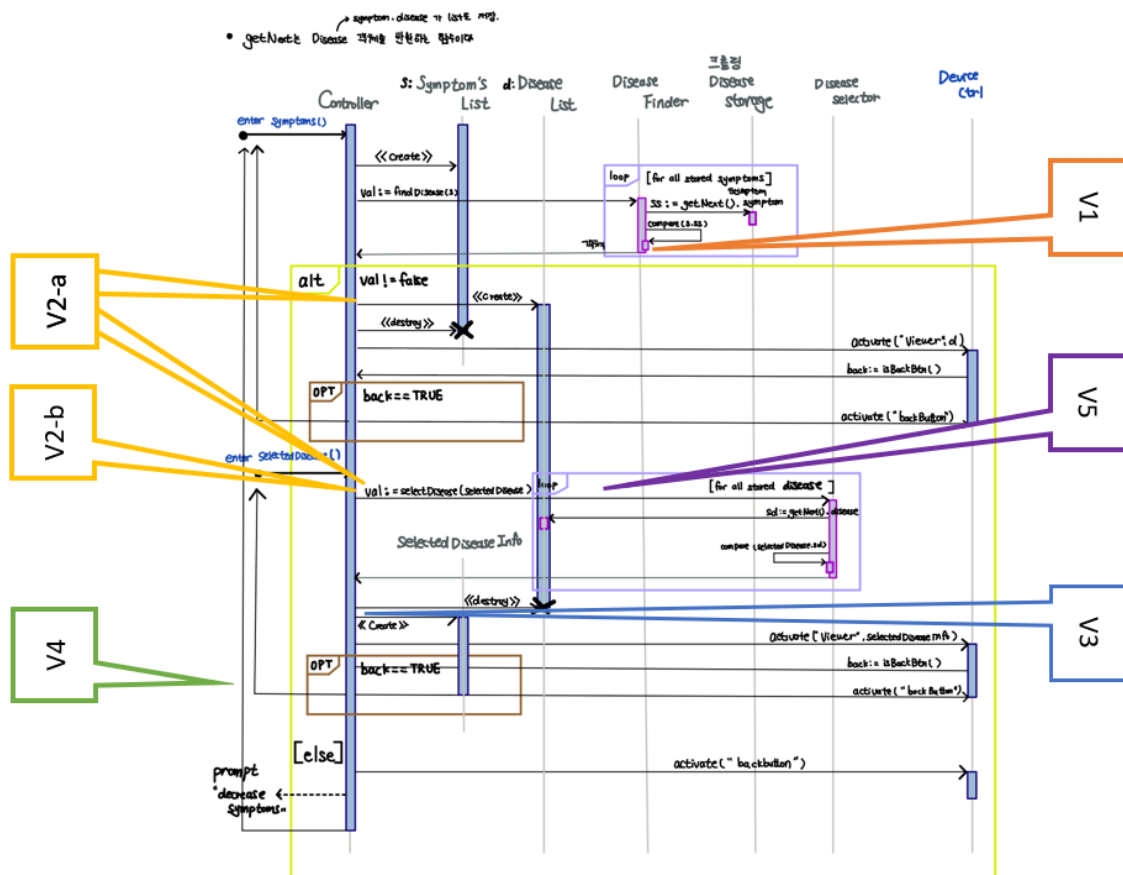 symptom.disease 가 list로 저장.
• getNext는 Disease 객체를 반환하는 함수이다
Controller
S: Symptom's List
d: Disease List
Disease Finder
크롤링 Disease storage
Disease selector
Device Ctrl
enter symptoms()
<<Create>>
loop
[for all stored symptoms]
Val := findDisease(s)
symptom
SS := getNext().symptom
compare(s.ss)
V1
alt
val != false
<<Create>>
<<destroy>>
V2-a
activate("Viewer",d)
back := isBackBtn()
OPT
back==TRUE
activate("backButton")
V5
V2-b
enter SelectedDisease()
val := selectDisease(selectedDisease)
loop
[for all stored disease ]
sd:=getNext().disease
Selected Disease Info
compare(selectedDisease.sd)
<<destroy>>
<<Create>>
V3
V4
activate("Viewer",selectedDiseaseInfo)
OPT
back==TRUE
back := isBackBtn()
activate("backButton")
[else]
activate("backbutton")
prompt
"decrease
symptoms"